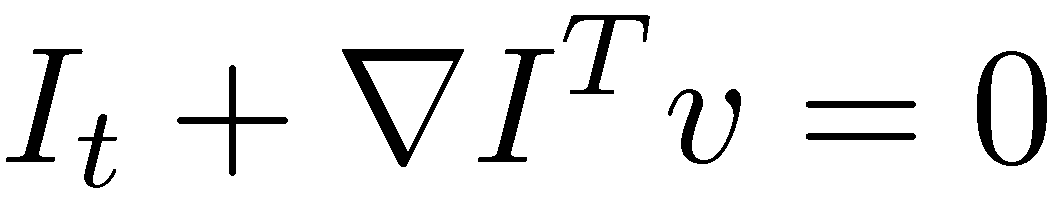 I_t + ∇I^T v = 0